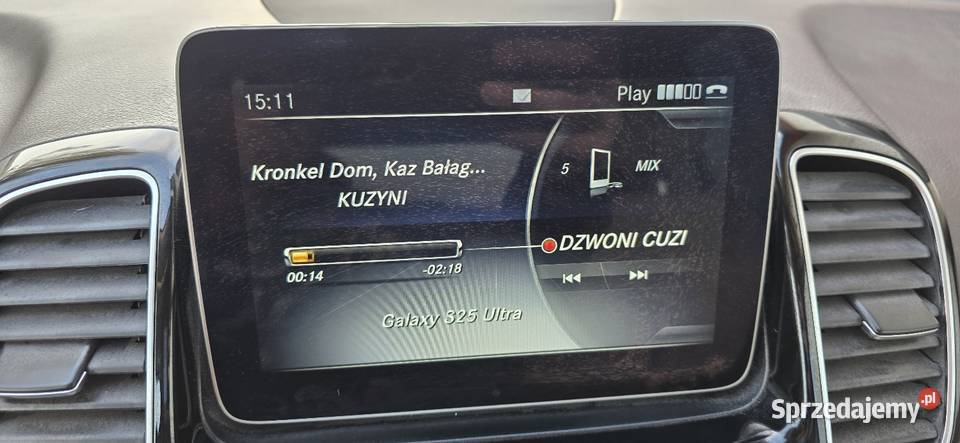 15:11
Play
Kronkel Dom, Kaz Bałag...
KUZYNI
5
MIX
DZWONI CUZI
00:14
-02:18
Galaxy S25 Ultra
Sprzedajemy.pl